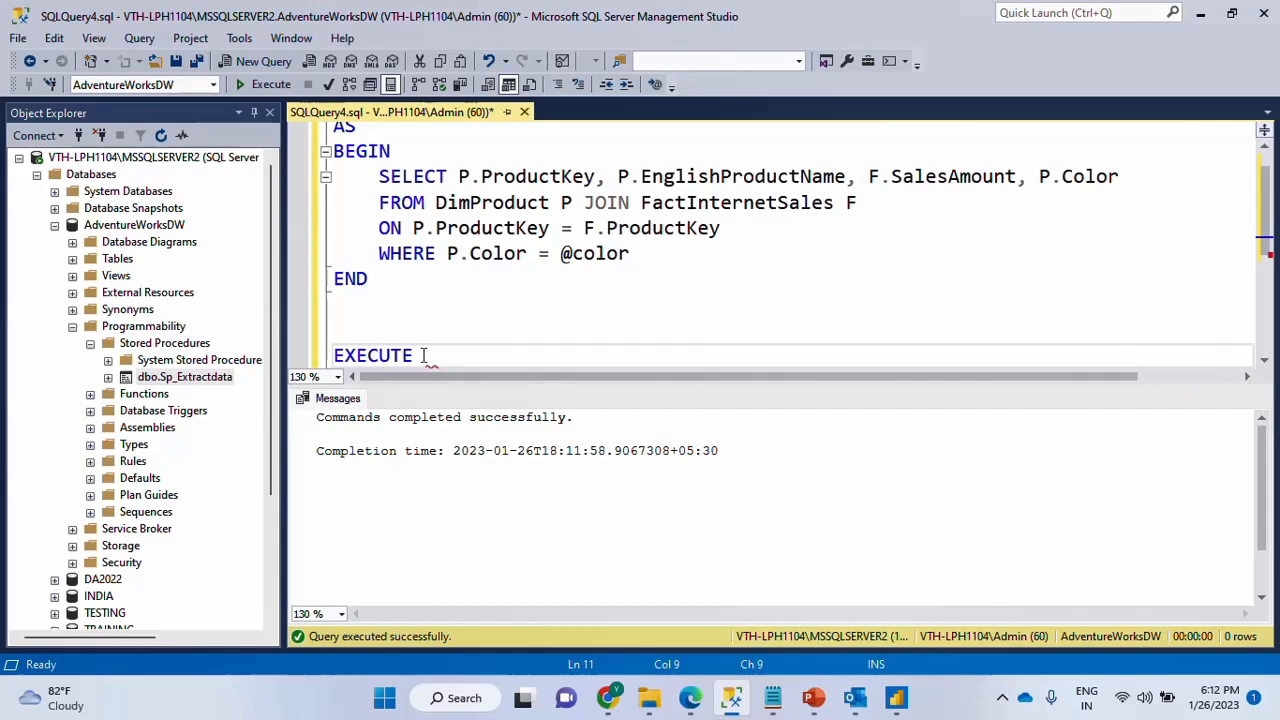 SQLQuery4.sql - VTH-LPH1104\MSSQLSERVER2.AdventureWorksDW (VTH-LPH1104\Admin (60))* - Microsoft SQL Server Management Studio
Quick Launch (Ctrl+Q)
File Edit View Query Project Tools Window Help
New Query
AdventureWorksDW
Execute
Object Explorer
Connect
VTH-LPH1104\MSSQLSERVER2 (SQL Server
Databases
System Databases
Database Snapshots
AdventureWorksDW
Database Diagrams
Tables
Views
External Resources
Synonyms
Programmability
Stored Procedures
System Stored Procedure
dbo.Sp_Extractdata
Functions
Database Triggers
Assemblies
Types
Rules
Defaults
Plan Guides
Sequences
Service Broker
Storage
Security
DA2022
INDIA
TESTING
TRAINING
SQLQuery4.sql - V...PH1104\Admin (60))*
AS
BEGIN
SELECT P.ProductKey, P.EnglishProductName, F.SalesAmount, P.Color
FROM DimProduct P JOIN FactInternetSales F
ON P.ProductKey = F.ProductKey
WHERE P.Color = @color
END
EXECUTE
130 %
Messages
Commands completed successfully.
Completion time: 2023-01-26T18:11:58.9067308+05:30
130 %
Query executed successfully.
VTH-LPH1104\MSSQLSERVER2 (1... VTH-LPH1104\Admin (60) AdventureWorksDW 00:00:00 0 rows
Ready
Ln 11 Col 9 Ch 9 INS
82°F
Cloudy
Search
ENG
IN
6:12 PM
1/26/2023